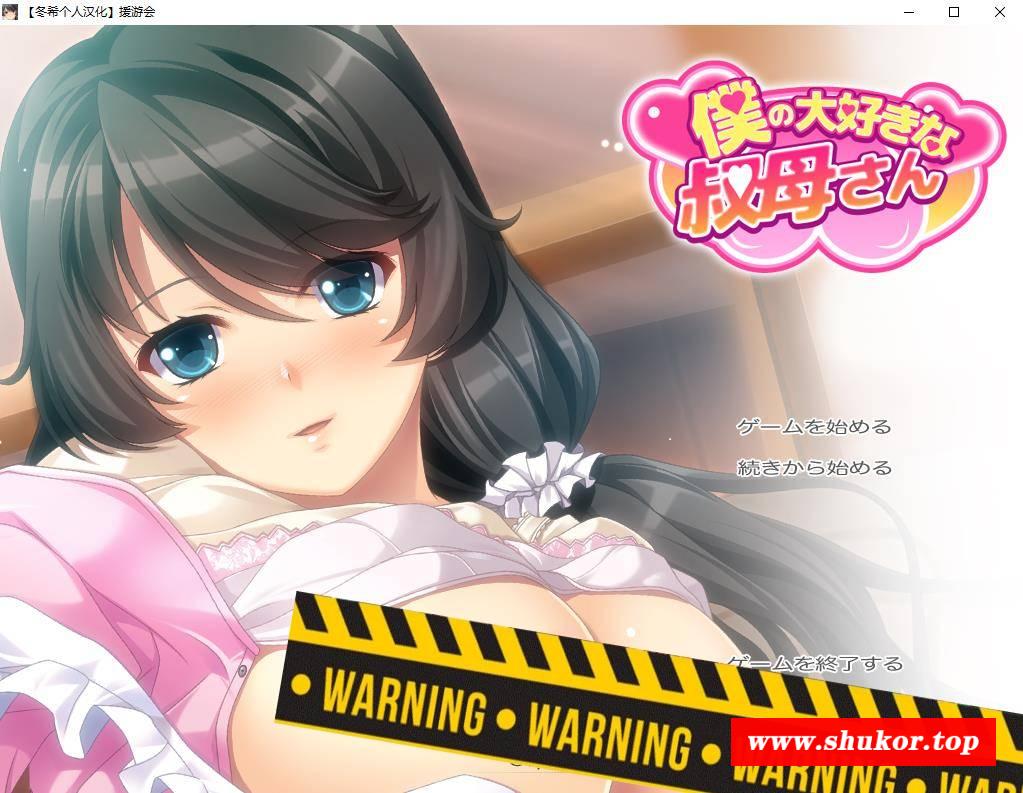 【冬希个人汉化】援游会
僕の大好きな
叔母さん
ゲームを始める
続きから始める
ゲームを終了する
WARNING WARNING WARNING
www.shukor.top